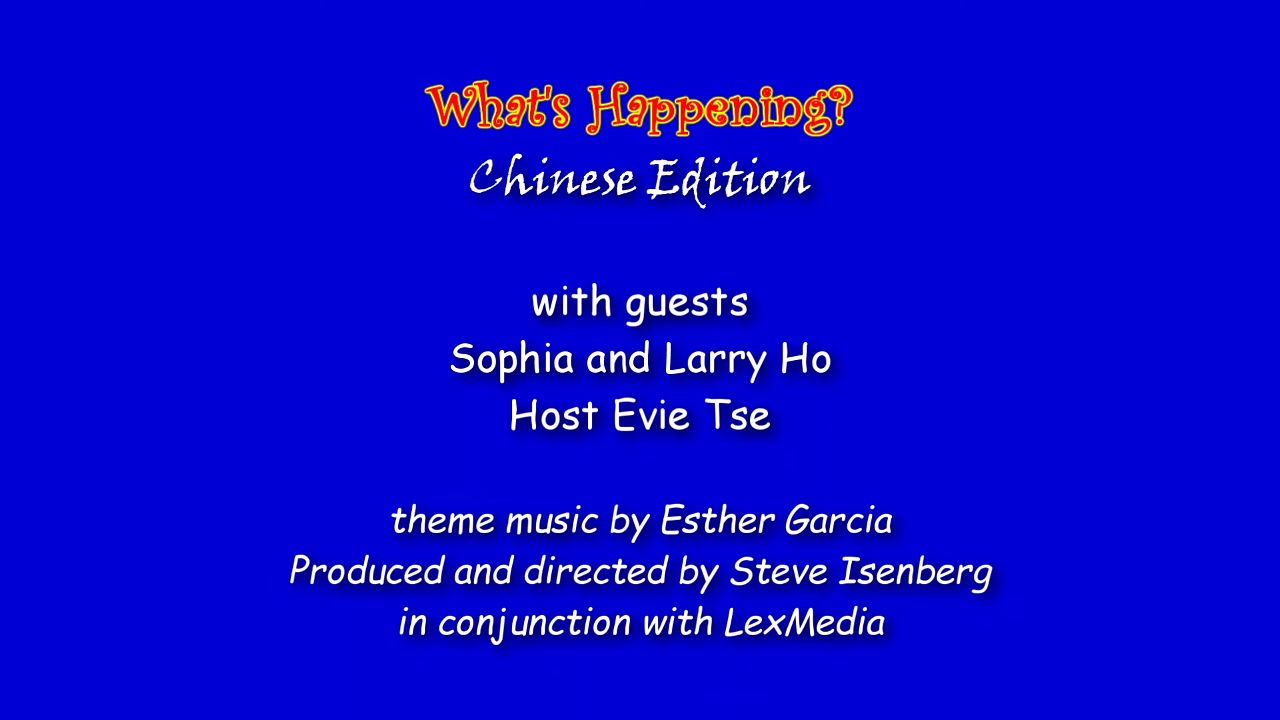 What's Happening?
Chinese Edition
with guests
Sophia and Larry Ho
Host Evie Tse
theme music by Esther Garcia
Produced and directed by Steve Isenberg
in conjunction with LexMedia